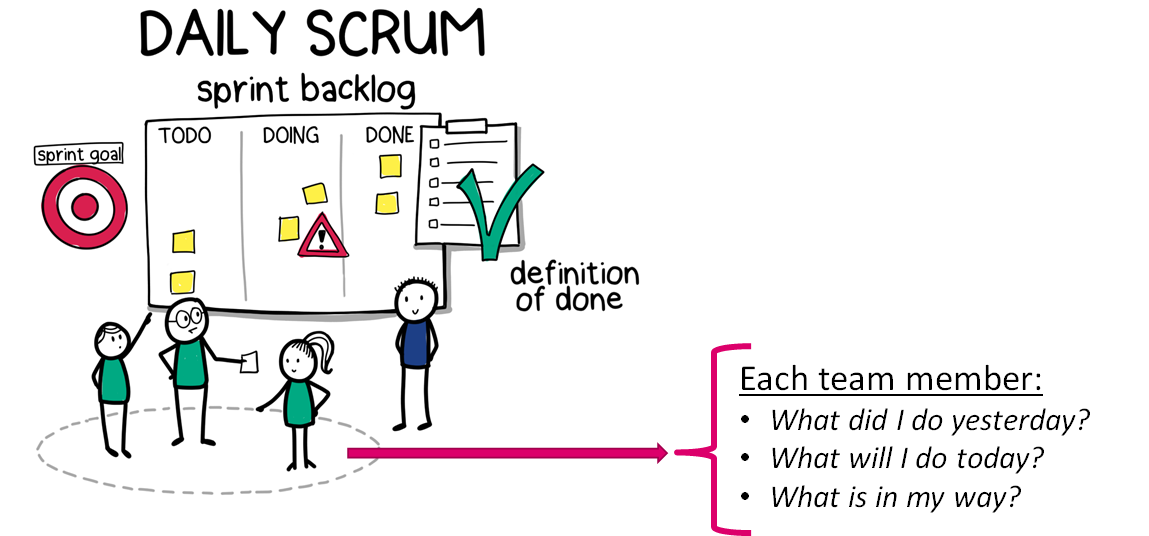 DAILY SCRUM
sprint backlog
TODO
DOING
DONE
sprint goal
!
definition
of done
Each team member:
• What did I do yesterday?
• What will I do today?
• What is in my way?